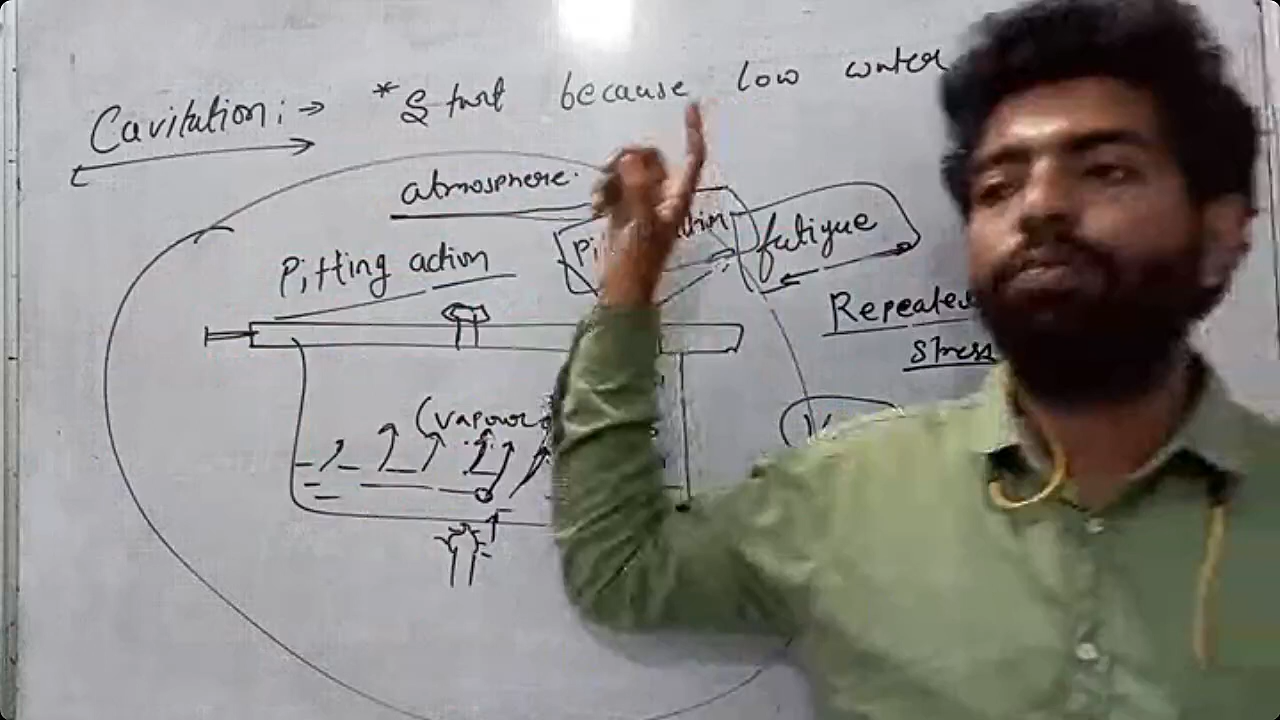 Cavitation:→ *Start because low water
atmosphere.
Pitting action
fatigue
Repeated
stress
(vapour